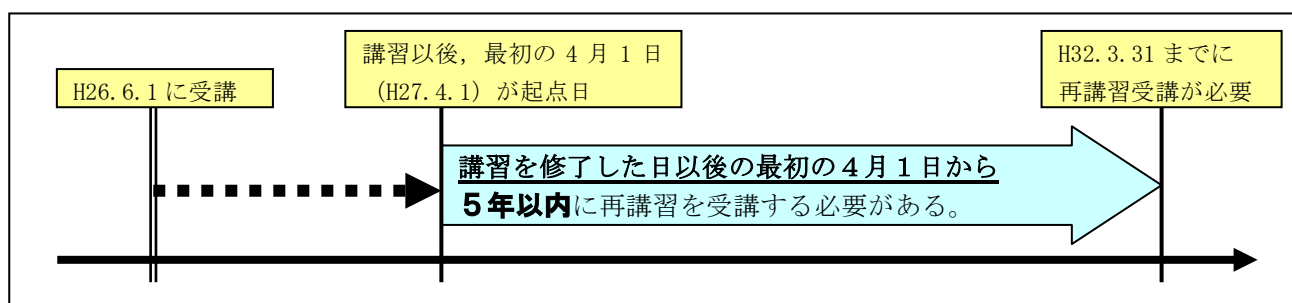 H26.6.1に受講
講習以後，最初の4月1日
（H27.4.1）が起点日
H32.3.31までに
再講習受講が必要
講習を修了した日以後の最初の４月１日から
５年以内に再講習を受講する必要がある。